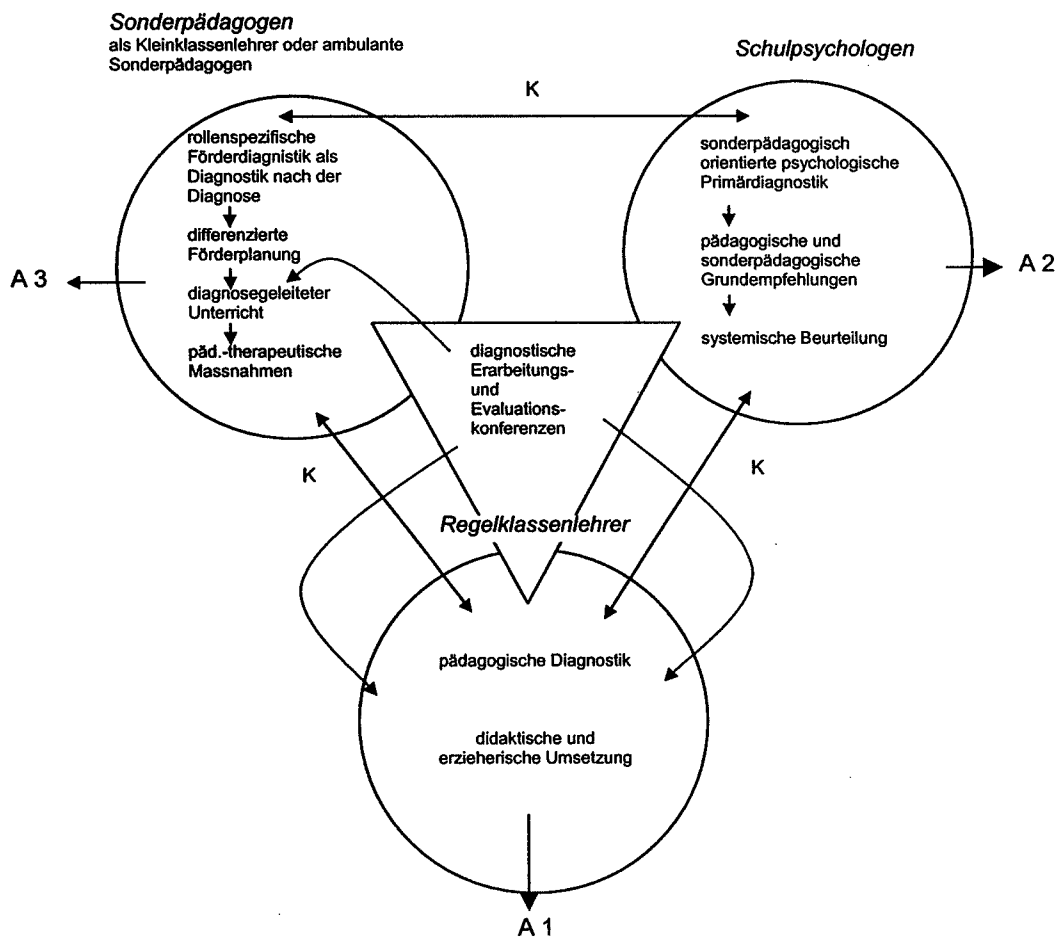 Sonderpädagogen
als Kleinklassenlehrer oder ambulante
Sonderpädagogen
Schulpsychologen
K
rollenspezifische
Förderdiagnistik als
Diagnostik nach der
Diagnose
differenzierte
Förderplanung
diagnosegeleiteter
Unterricht
päd.-therapeutische
Massnahmen
sonderpädagogisch
orientierte psychologische
Primärdiagnostik
pädagogische und
sonderpädagogische
Grundempfehlungen
systemische Beurteilung
A 3
A 2
diagnostische
Erarbeitungs-
und
Evaluations-
konferenzen
K
K
Regelklassenlehrer
pädagogische Diagnostik
didaktische und
erzieherische Umsetzung
A 1